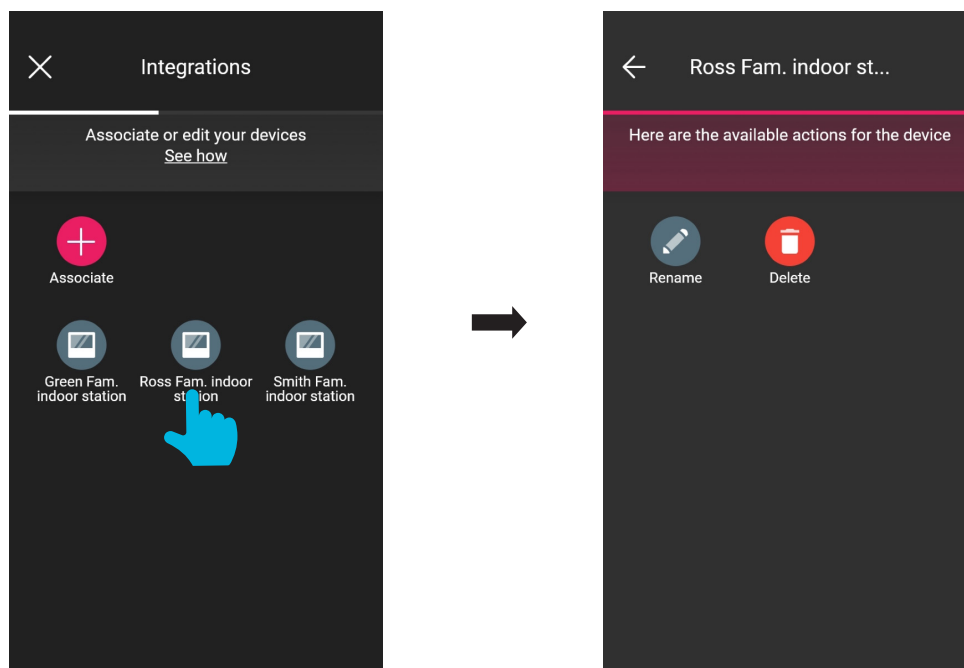 Integrations
Associate or edit your devices
See how
Associate
Green Fam.
indoor station
Ross Fam. indoor
station
Smith Fam.
indoor station
Ross Fam. indoor st...
Here are the available actions for the device
Rename
Delete